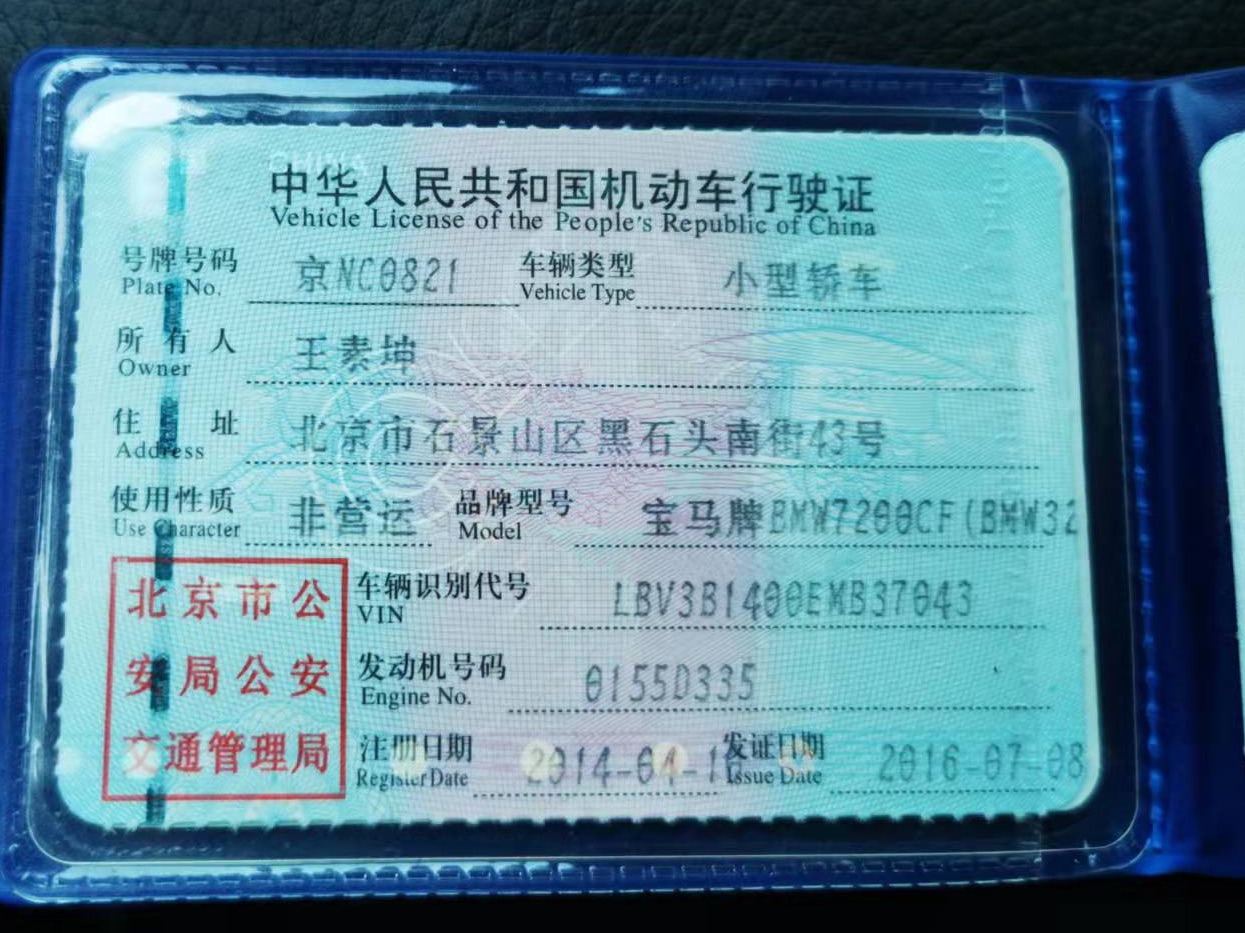 中华人民共和国机动车行驶证
Vehicle License of the People's Republic of China
号牌号码 京NC0821 车辆类型 小型轿车
Plate No. Vehicle Type
所有人 王素坤
Owner
住址 北京市石景山区黑石头南街43号
Address
使用性质 非营运 品牌型号 宝马牌BMW7200CF(BMW32
Use Character Model
北京市公
安局公安
交通管理局
车辆识别代号 LBV3B1400EMB37043
VIN
发动机号码 0155D335
Engine No.
注册日期 2014-04-1 发证日期 2016-07-08
Register Date Issue Date